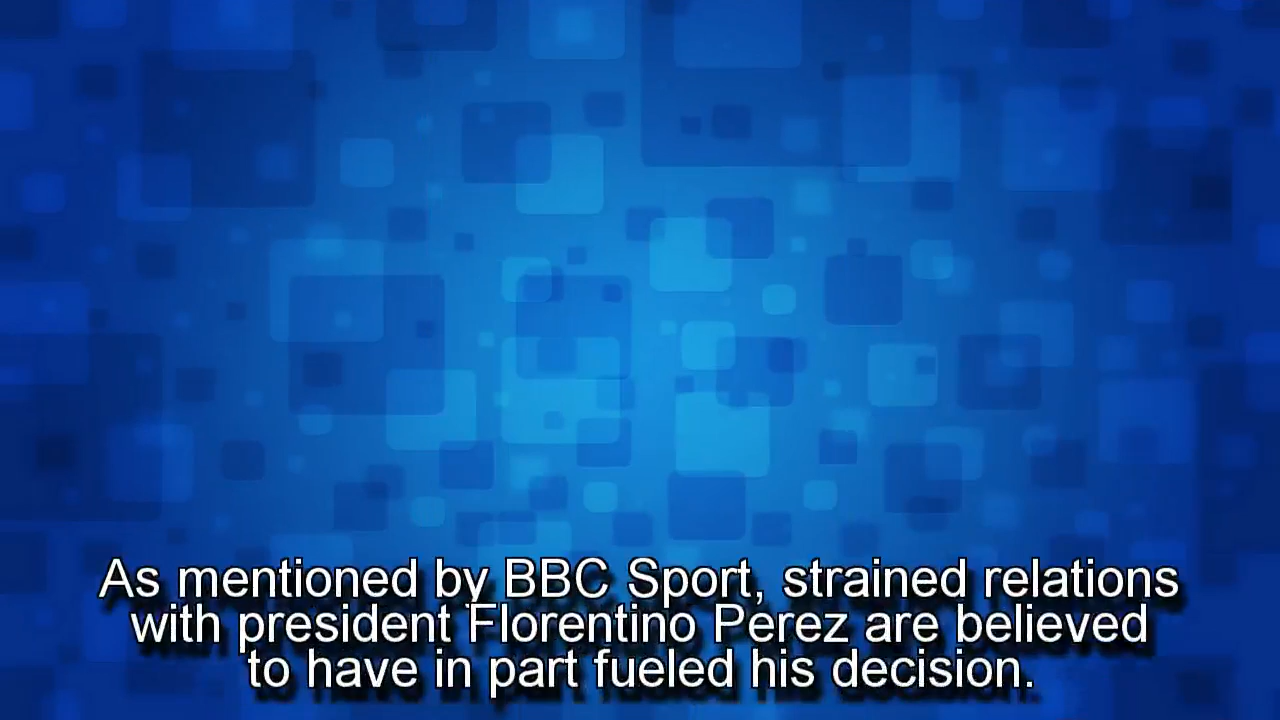 As mentioned by BBC Sport, strained relations
with president Florentino Perez are believed
to have in part fueled his decision.